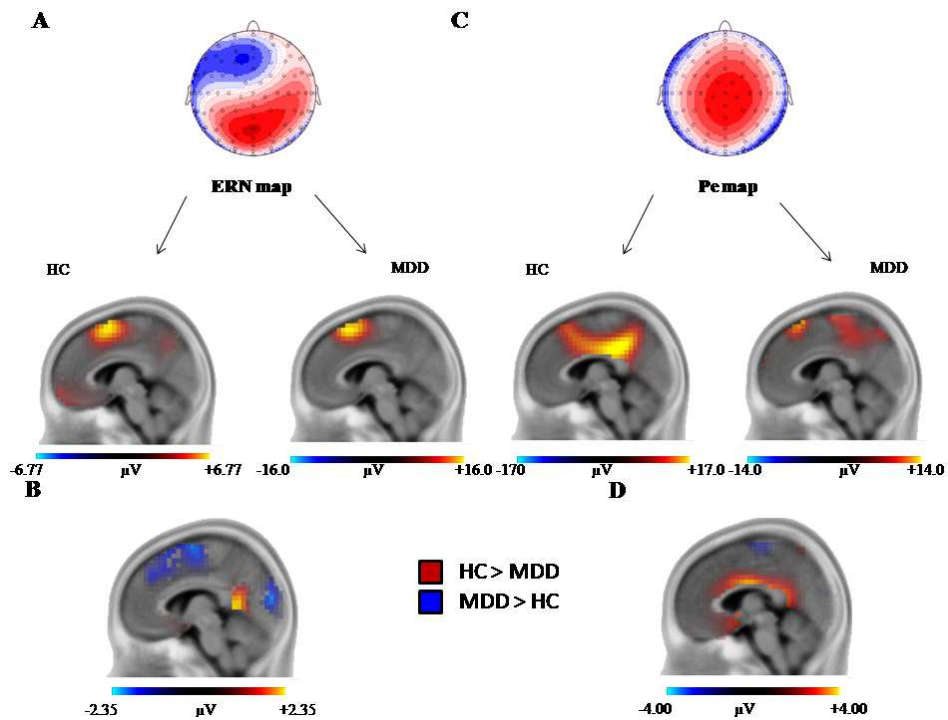 A
C
ERN map
Pe map
HC
MDD
HC
MDD
-6.77 µV +6.77
-16.0 µV +16.0
-170 µV +17.0
-14.0 µV +14.0
B
D
HC > MDD
MDD > HC
-2.35 µV +2.35
-4.00 µV +4.00